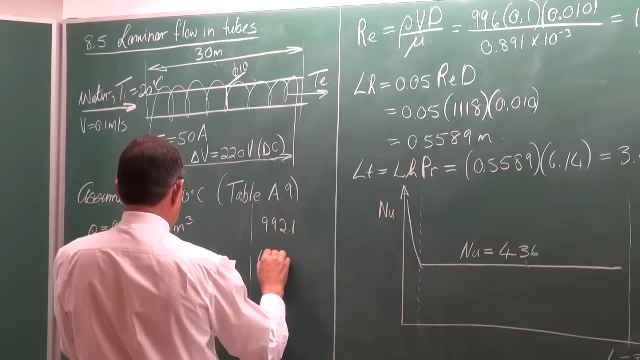 8.5 Laminar flow in tubes.
30m
ϕ10
Water, Ti = 20°C
Te
V = 0.1 m/s
= 50A
ΔV = 220V (DC)
°C (Table A.9)
m³
992.1
Re = ρVD/μ = 996(0.1)(0.010)/0.891 × 10⁻³ =
Lh = 0.05 Re D.
= 0.05 (1118)(0.010)
= 0.5589 m.
Lt = Lh Pr = (0.5589)(6.14) = 3.
Nu
Nu = 4.36